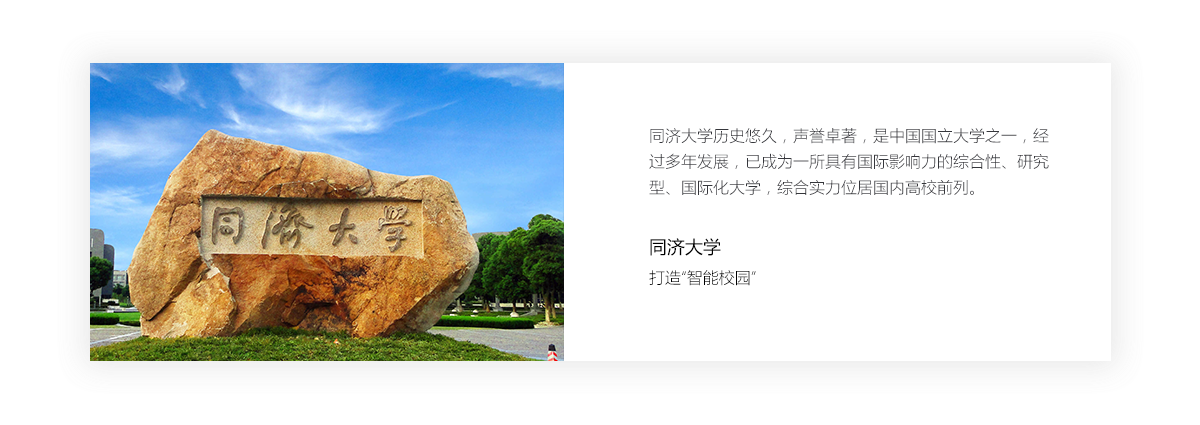 同濟大學
同济大学历史悠久，声誉卓著，是中国国立大学之一，经
过多年发展，已成为一所具有国际影响力的综合性、研究
型、国际化大学，综合实力位居国内高校前列。
同济大学
打造“智能校园”